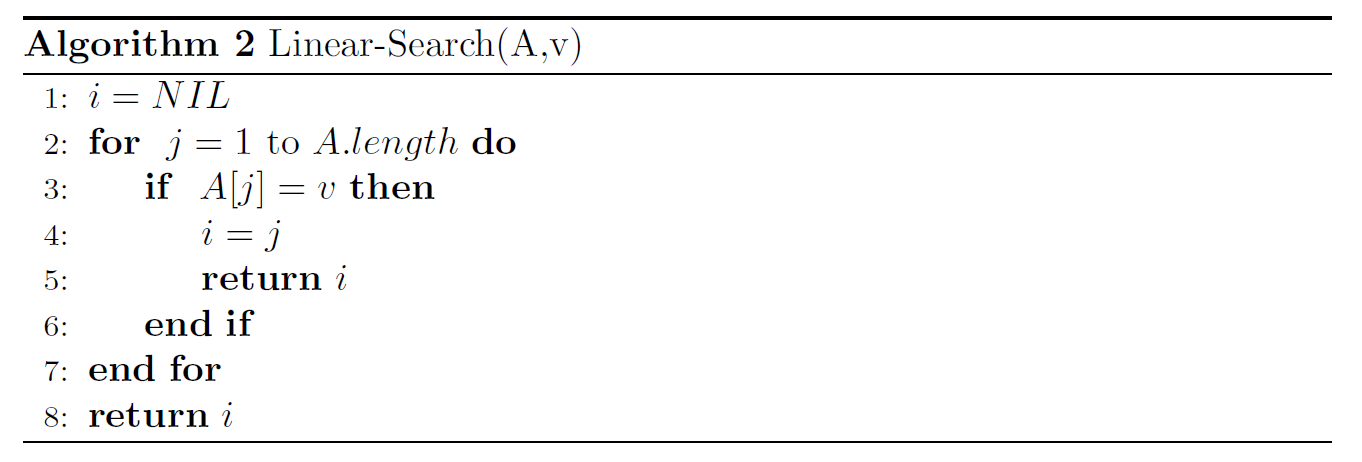 Algorithm 2 Linear-Search(A,v)
1: i = NIL
2: for j = 1 to A.length do
3: if A[j] = v then
4: i = j
5: return i
6: end if
7: end for
8: return i